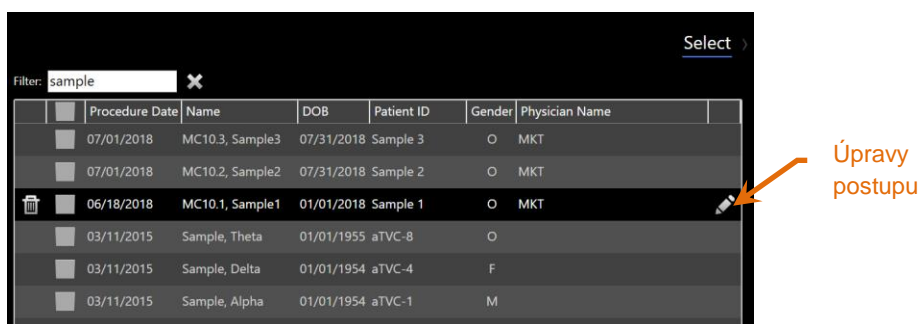 Select
Filter: sample
Procedure Date Name DOB Patient ID Gender Physician Name
07/01/2018 MC10.3, Sample3 07/31/2018 Sample 3 O MKT
07/01/2018 MC10.2, Sample2 07/31/2018 Sample 2 O MKT
Úpravy
postupu
06/18/2018 MC10.1, Sample1 01/01/2018 Sample 1 O MKT
03/11/2015 Sample, Theta 01/01/1955 aTVC-8 O
03/11/2015 Sample, Delta 01/01/1954 aTVC-4 F
03/11/2015 Sample, Alpha 01/01/1954 aTVC-1 M